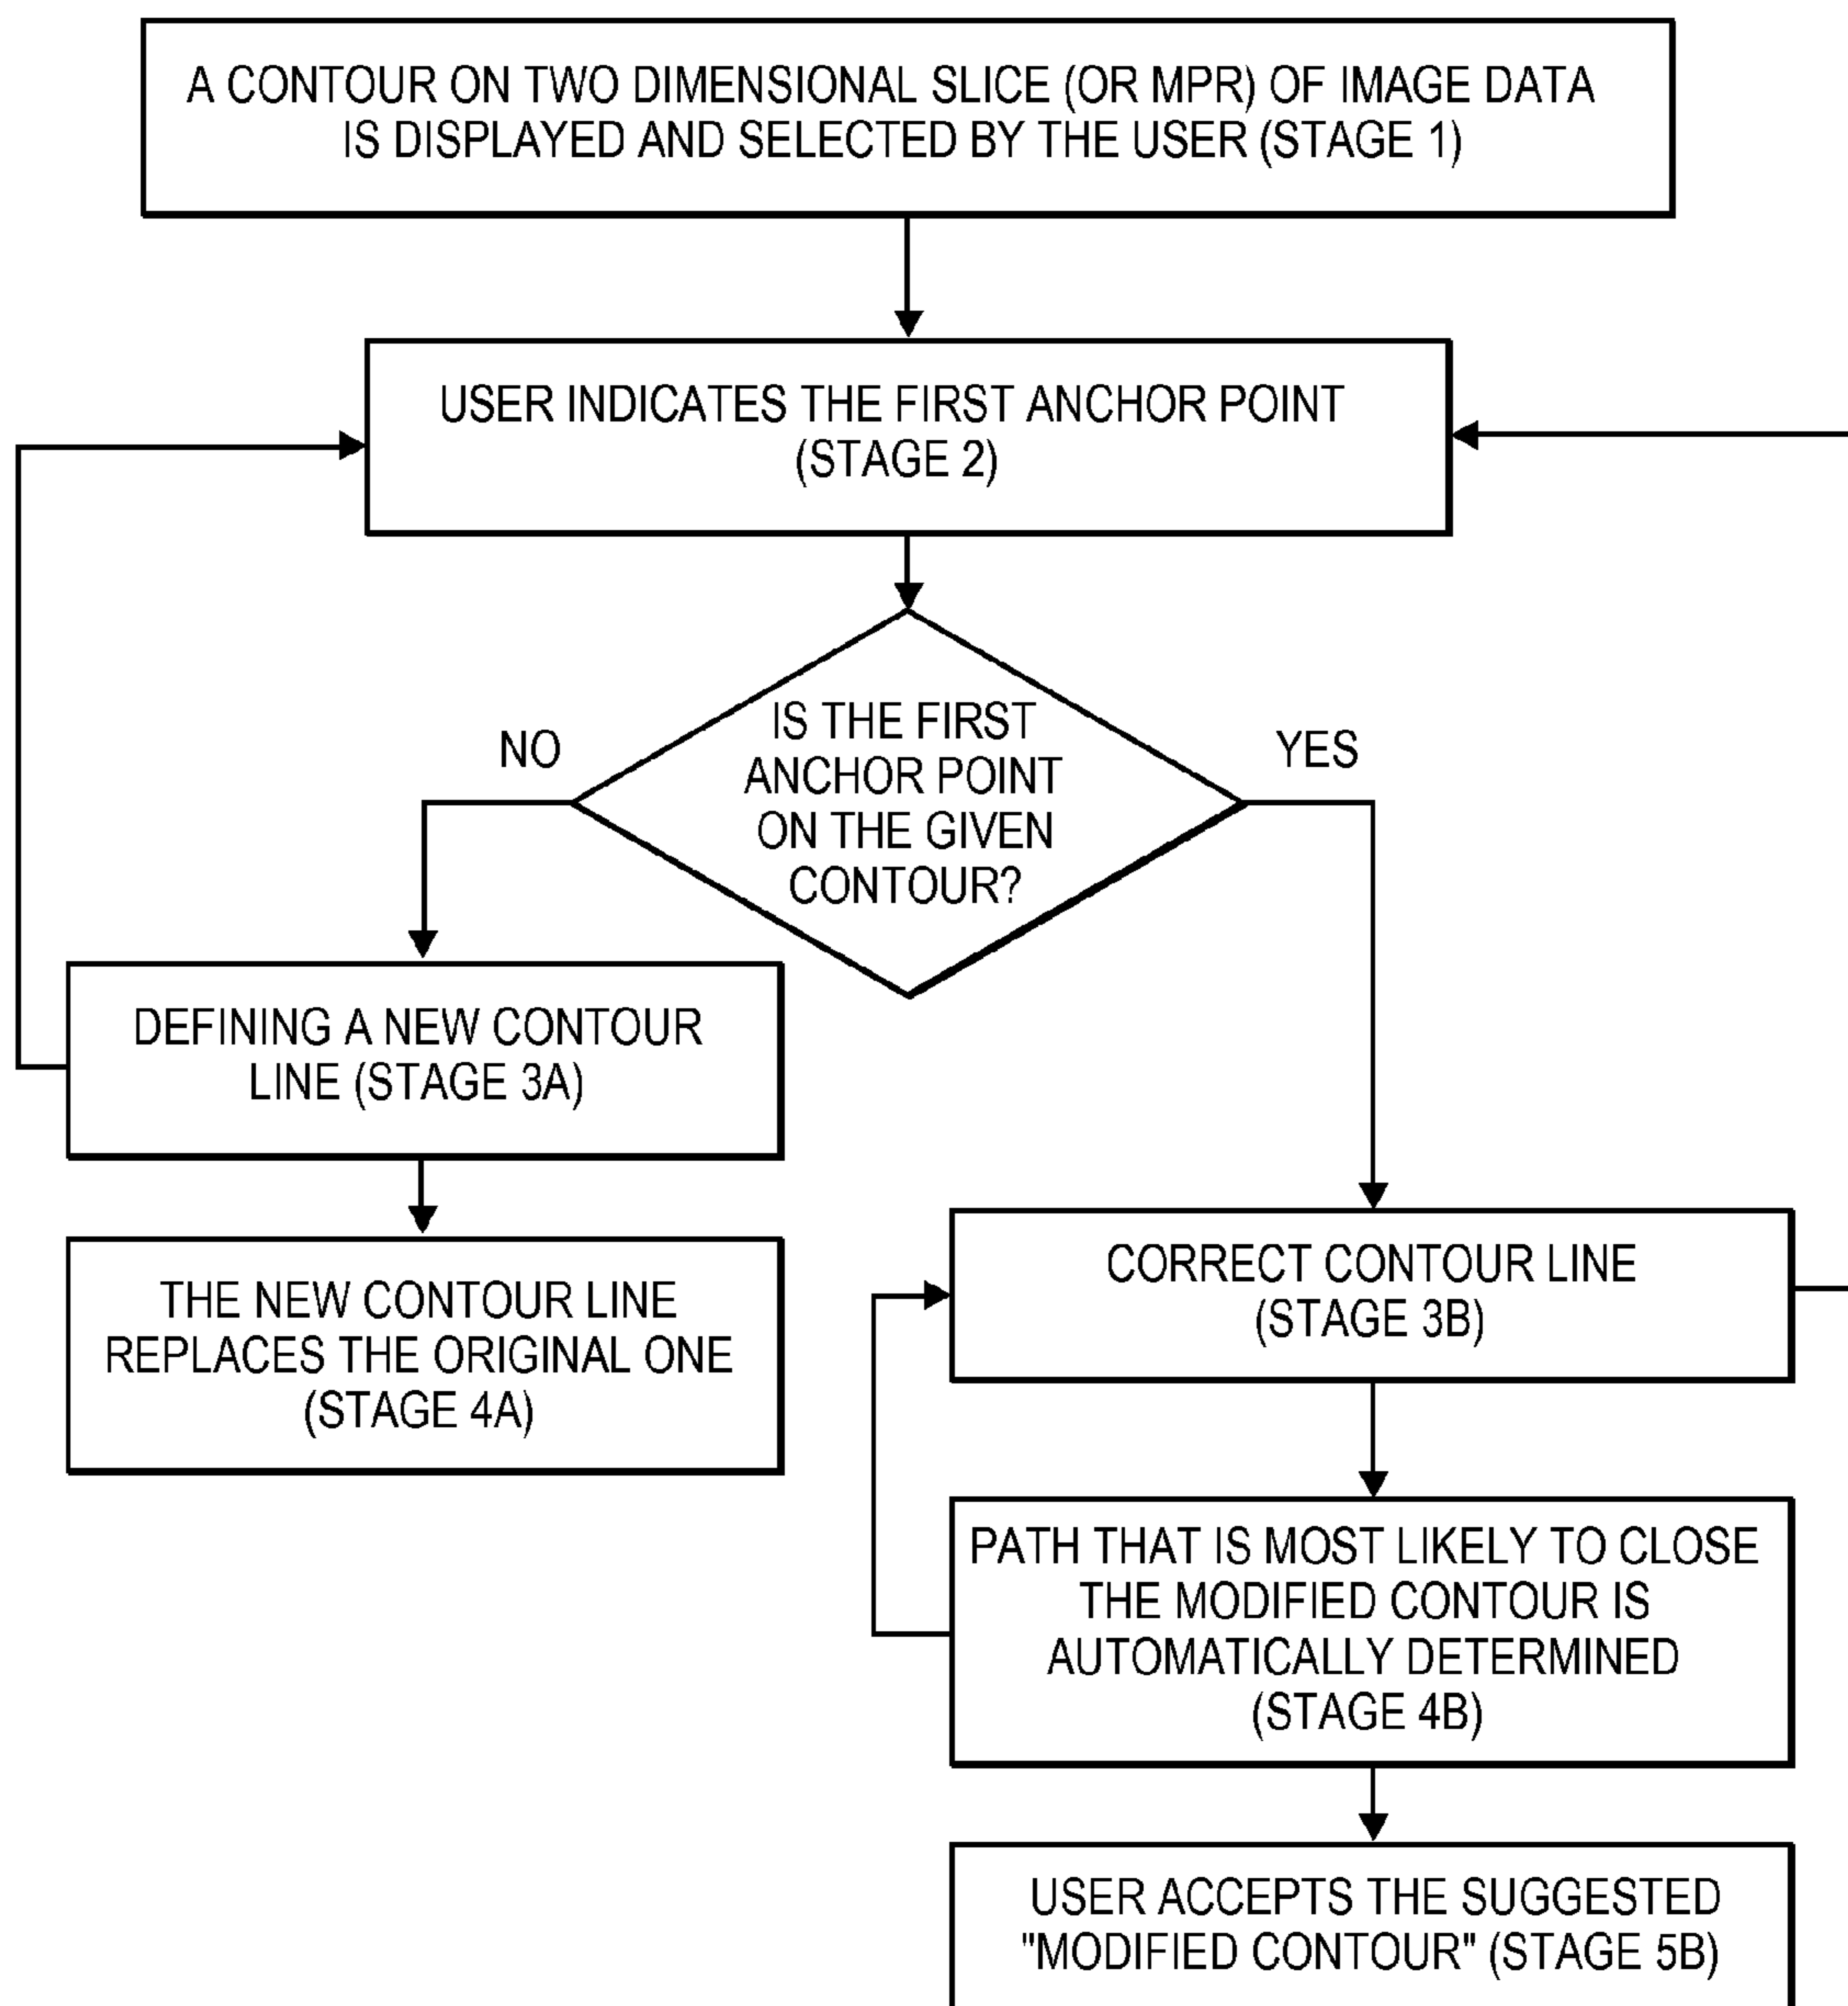 A CONTOUR ON TWO DIMENSIONAL SLICE (OR MPR) OF IMAGE DATA
IS DISPLAYED AND SELECTED BY THE USER (STAGE 1)
USER INDICATES THE FIRST ANCHOR POINT
(STAGE 2)
IS THE FIRST
ANCHOR POINT
ON THE GIVEN
CONTOUR?
NO
YES
DEFINING A NEW CONTOUR
LINE (STAGE 3A)
THE NEW CONTOUR LINE
REPLACES THE ORIGINAL ONE
(STAGE 4A)
CORRECT CONTOUR LINE
(STAGE 3B)
PATH THAT IS MOST LIKELY TO CLOSE
THE MODIFIED CONTOUR IS
AUTOMATICALLY DETERMINED
(STAGE 4B)
USER ACCEPTS THE SUGGESTED
"MODIFIED CONTOUR" (STAGE 5B)